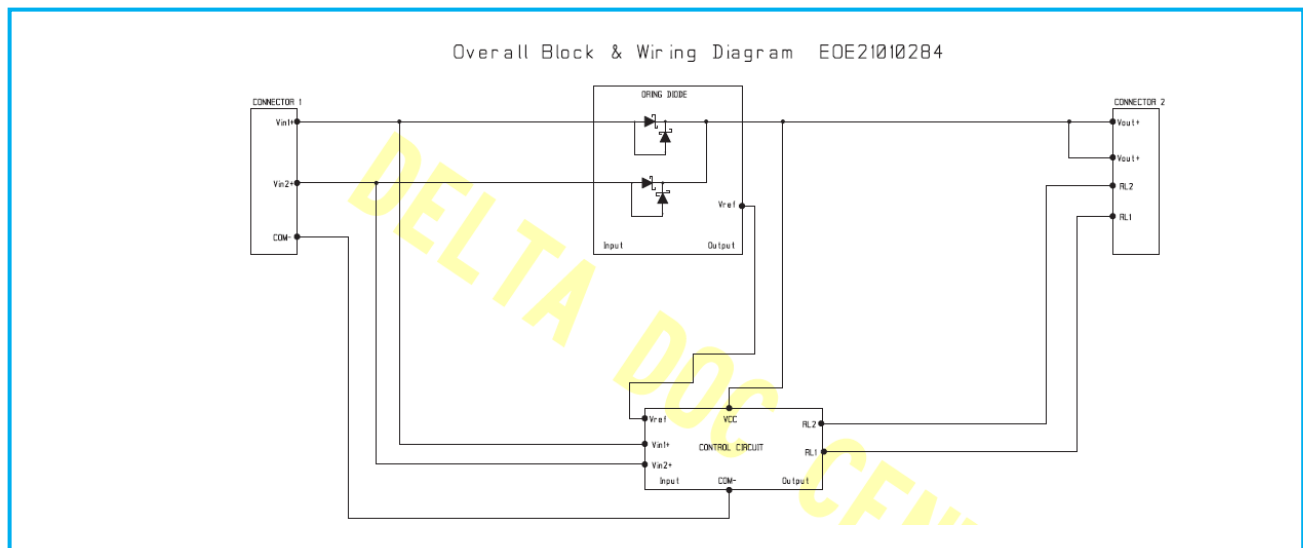 Overall Block & Wiring Diagram EOE21010284
CONNECTOR 1
Vin1+
Vin2+
COM-
ORING DIODE
Vref
Input
Output
CONNECTOR 2
Vout+
Vout+
RL2
RL1
Vref
VCC
RL2
Vin1+
CONTROL CIRCUIT
RL1
Vin2+
Input
COM-
Output
DELTA DOC CEN